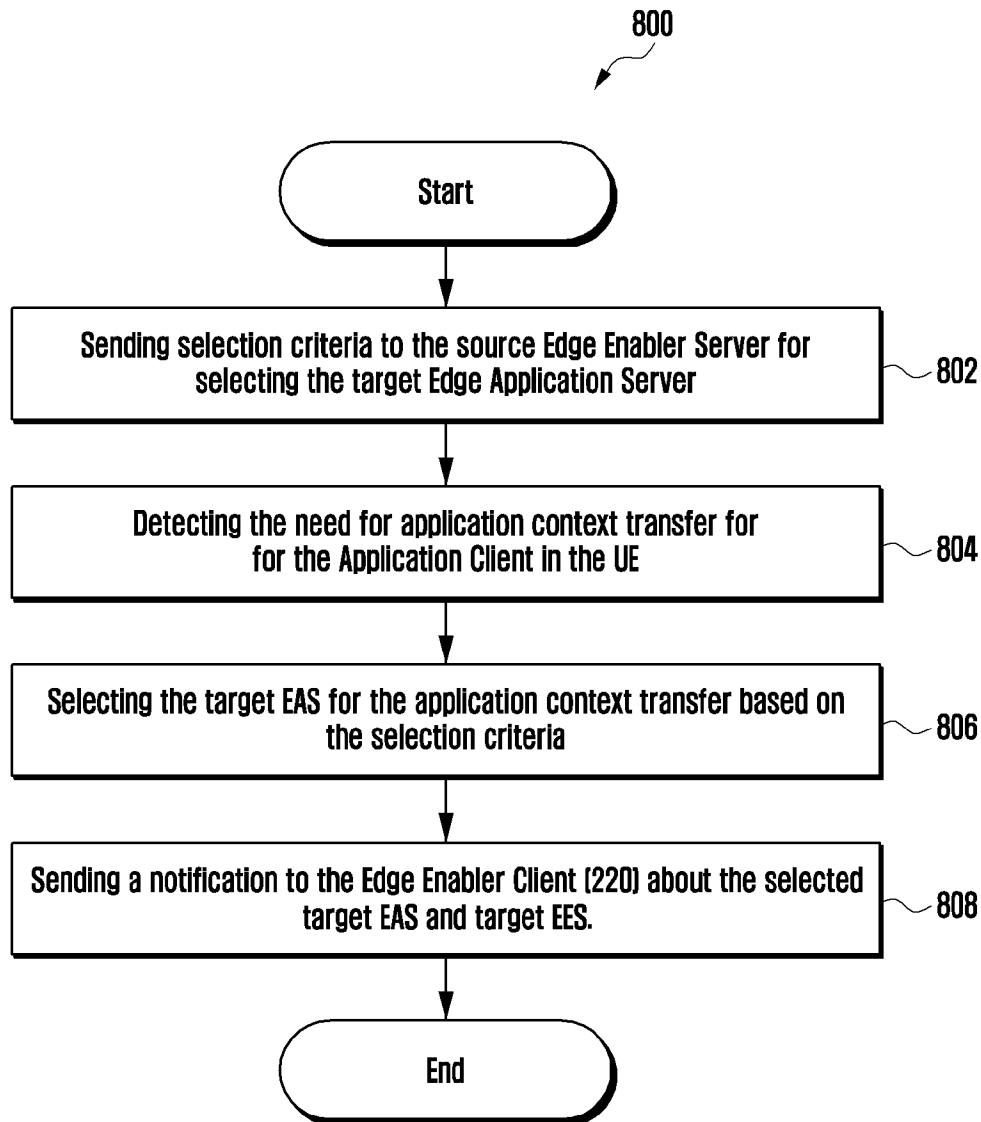 800
Start
Sending selection criteria to the source Edge Enabler Server for
selecting the target Edge Application Server
802
Detecting the need for application context transfer for
for the Application Client in the UE
804
Selecting the target EAS for the application context transfer based on
the selection criteria
806
Sending a notification to the Edge Enabler Client (220) about the selected
target EAS and target EES.
808
End